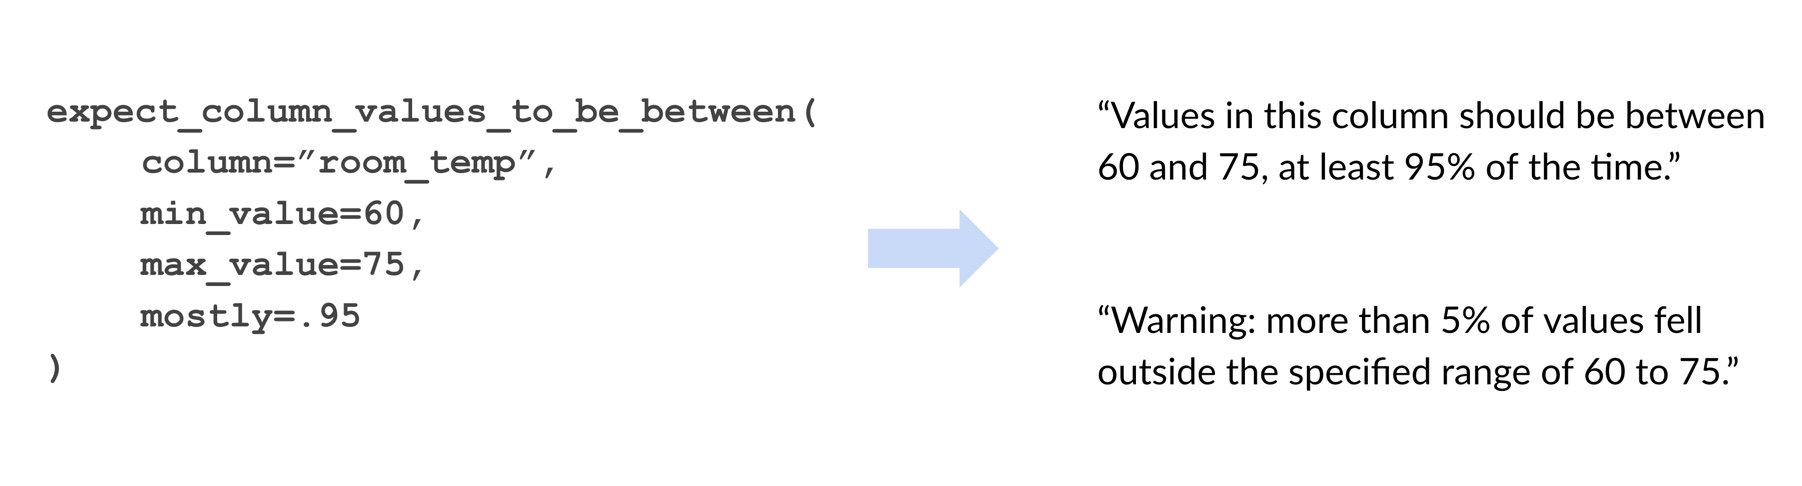 expect_column_values_to_be_between(
column=”room_temp”,
min_value=60,
max_value=75,
mostly=.95
)
“Values in this column should be between
60 and 75, at least 95% of the time.”
“Warning: more than 5% of values fell
outside the specified range of 60 to 75.”